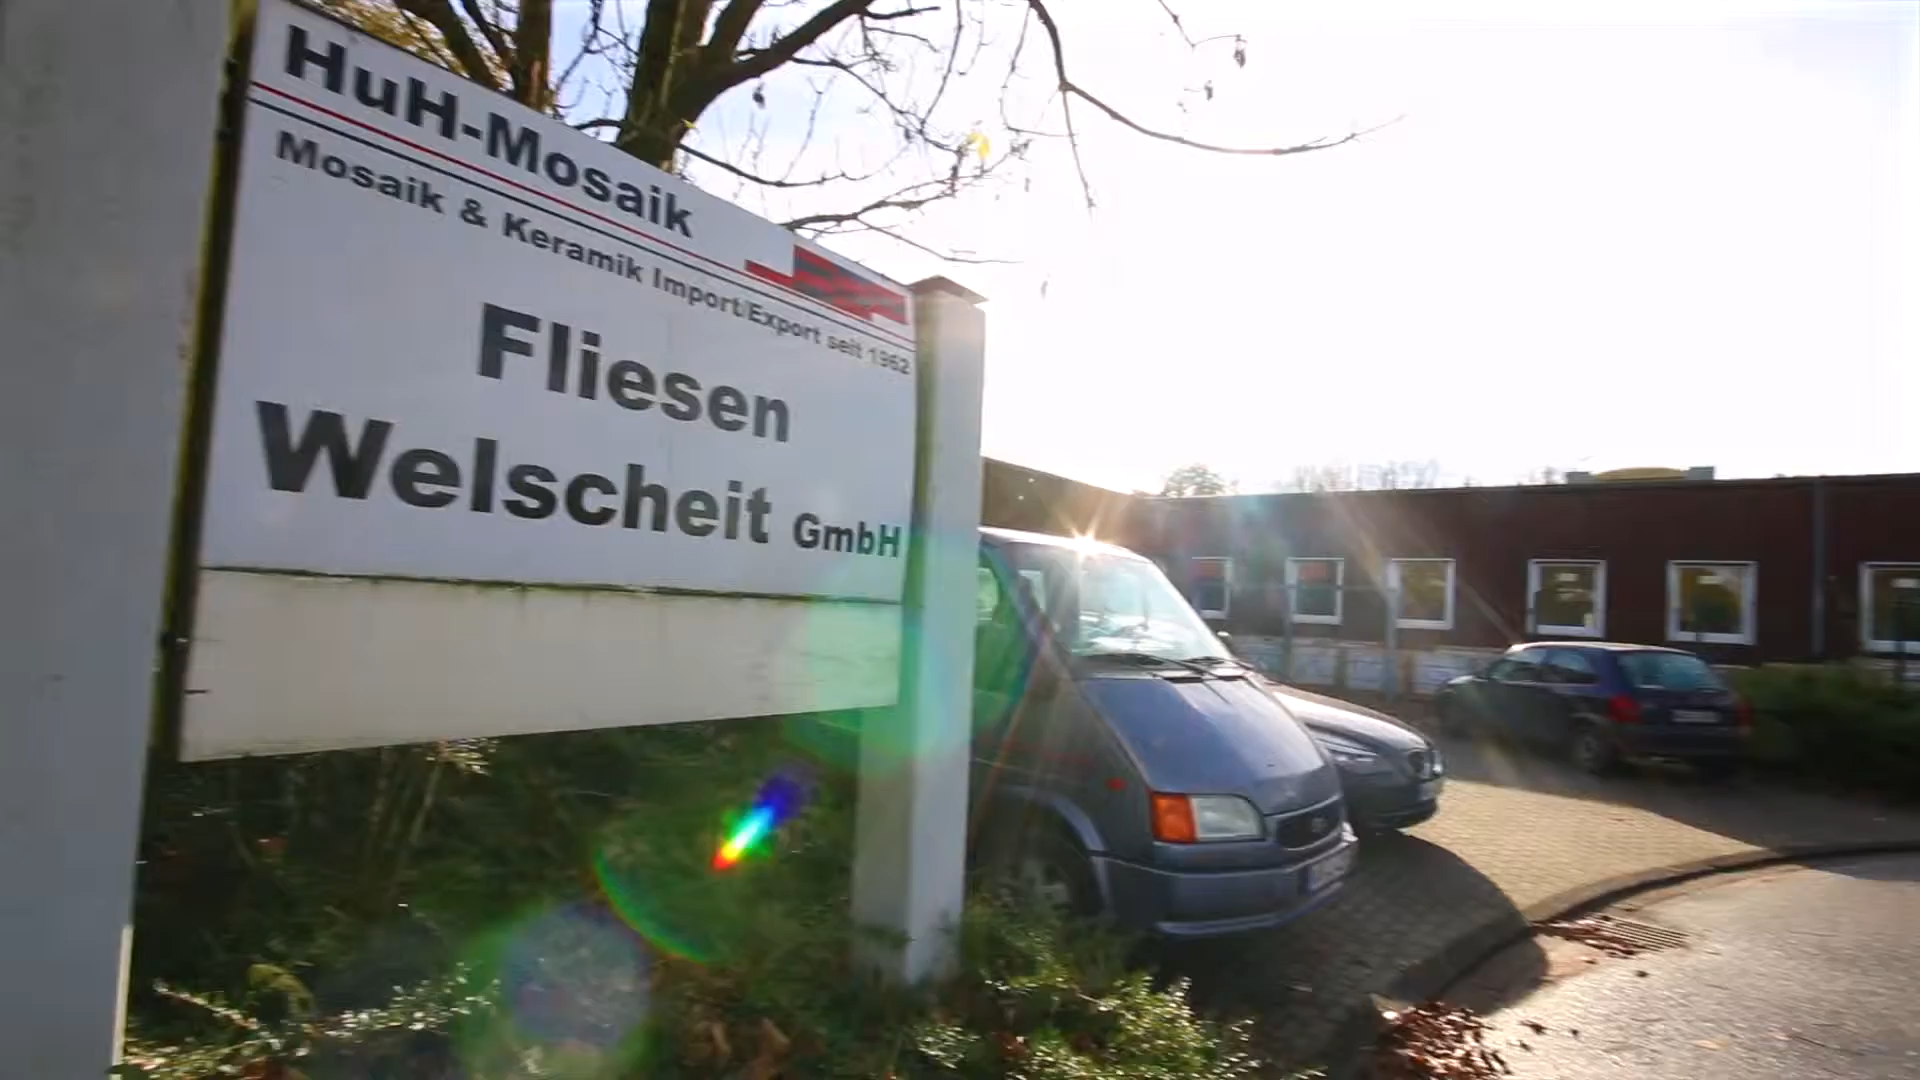 HuH-Mosaik
Mosaik & Keramik Import/Export seit 1962
Fliesen
Welscheit GmbH